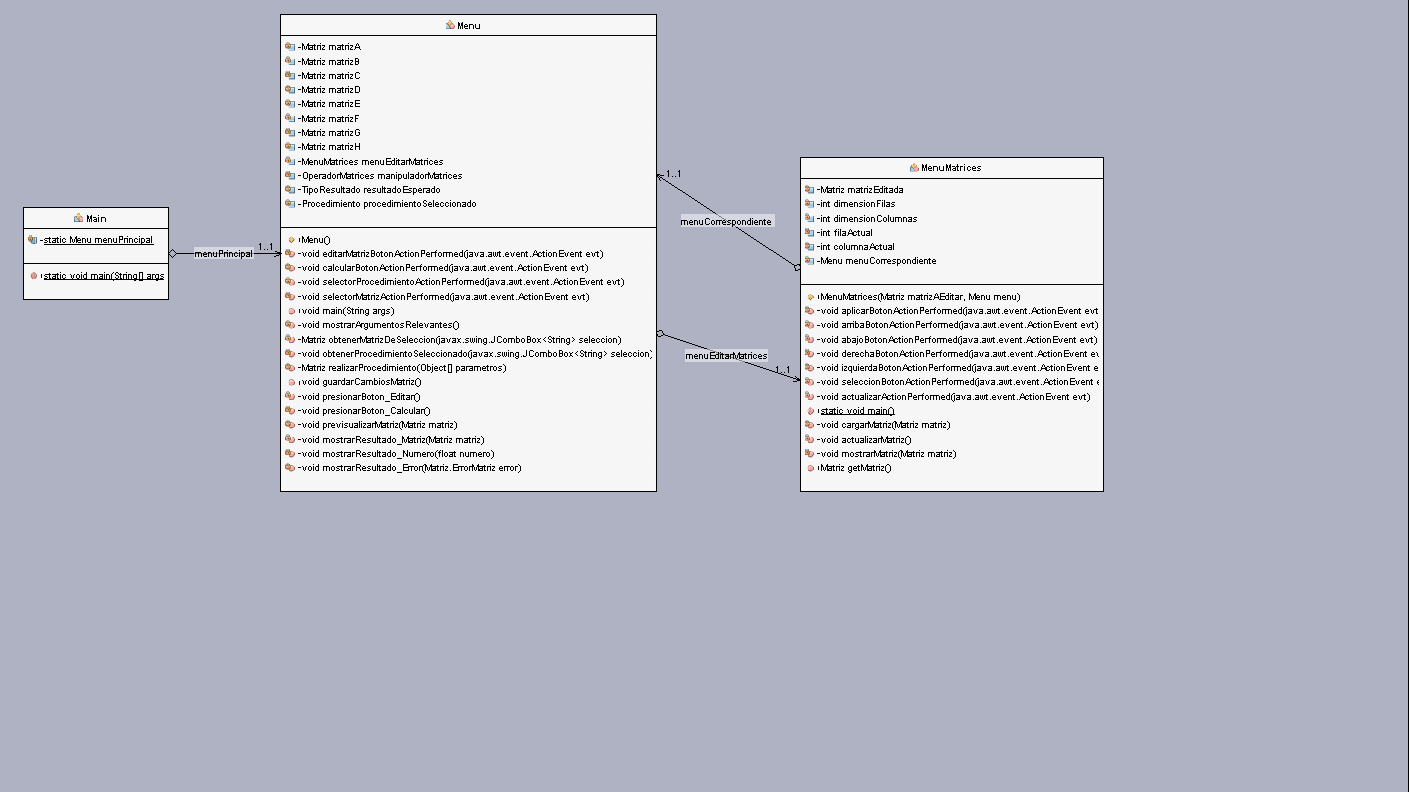 Main
-static Menu menuPrincipal
+static void main(String[] args
menuPrincipal
1..1
Menu
-Matriz matrizA
-Matriz matrizB
-Matriz matrizC
-Matriz matrizD
-Matriz matrizE
-Matriz matrizF
-Matriz matrizG
-Matriz matrizH
-MenuMatrices menuEditarMatrices
-OperadorMatrices manipuladorMatrices
-TipoResultado resultadoEsperado
-Procedimiento procedimientoSeleccionado
+Menu()
-void editarMatrizBotonActionPerformed(java.awt.event.ActionEvent evt)
-void calcularBotonActionPerformed(java.awt.event.ActionEvent evt)
-void selectorProcedimientoActionPerformed(java.awt.event.ActionEvent evt)
-void selectorMatrizActionPerformed(java.awt.event.ActionEvent evt)
+void main(String args)
-void mostrarArgumentosRelevantes()
-Matriz obtenerMatrizDeSeleccion(javax.swing.JComboBox<String> seleccion)
-void obtenerProcedimientoSeleccionado(javax.swing.JComboBox<String> seleccion)
-Matriz realizarProcedimiento(Object[] parametros)
+void guardarCambiosMatriz()
-void presionarBoton_Editar()
-void presionarBoton_Calcular()
-void previsualizarMatriz(Matriz matriz)
-void mostrarResultado_Matriz(Matriz matriz)
-void mostrarResultado_Numero(float numero)
-void mostrarResultado_Error(Matriz.ErrorMatriz error)
1..1
menuCorrespondiente
menuEditarMatrices
1..1
MenuMatrices
-Matriz matrizEditada
-int dimensionFilas
-int dimensionColumnas
-int filaActual
-int columnaActual
-Menu menuCorrespondiente
+MenuMatrices(Matriz matrizAEditar, Menu menu)
-void aplicarBotonActionPerformed(java.awt.event.ActionEvent evt
-void arribaBotonActionPerformed(java.awt.event.ActionEvent evt)
-void abajoBotonActionPerformed(java.awt.event.ActionEvent evt)
-void derechaBotonActionPerformed(java.awt.event.ActionEvent ev
-void izquierdaBotonActionPerformed(java.awt.event.ActionEvent e
-void seleccionBotonActionPerformed(java.awt.event.ActionEvent e
-void actualizarActionPerformed(java.awt.event.ActionEvent evt)
+static void main()
-void cargarMatriz(Matriz matriz)
-void actualizarMatriz()
-void mostrarMatriz(Matriz matriz)
+Matriz getMatriz()